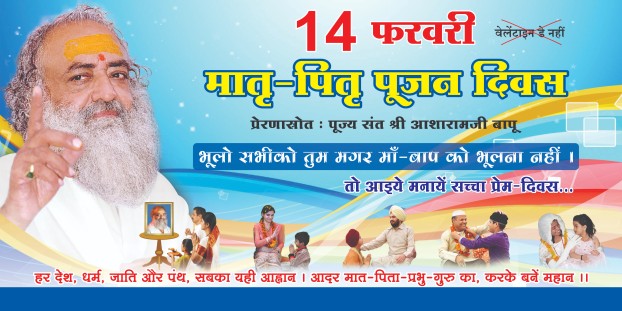 14 फरवरी
वेलेंटाइन डे नहीं
मातृ-पितृ पूजन दिवस
प्रेरणास्रोत : पूज्य संत श्री आशारामजी बापू
भूलो सभीको तुम मगर माँ-बाप को भूलना नहीं ।
तो आइये मनायें सच्चा प्रेम-दिवस...
हर देश, धर्म, जाति और पंथ, सबका यही आह्वान । आदर मात-पिता-प्रभु-गुरु का, करके बनें महान ।।